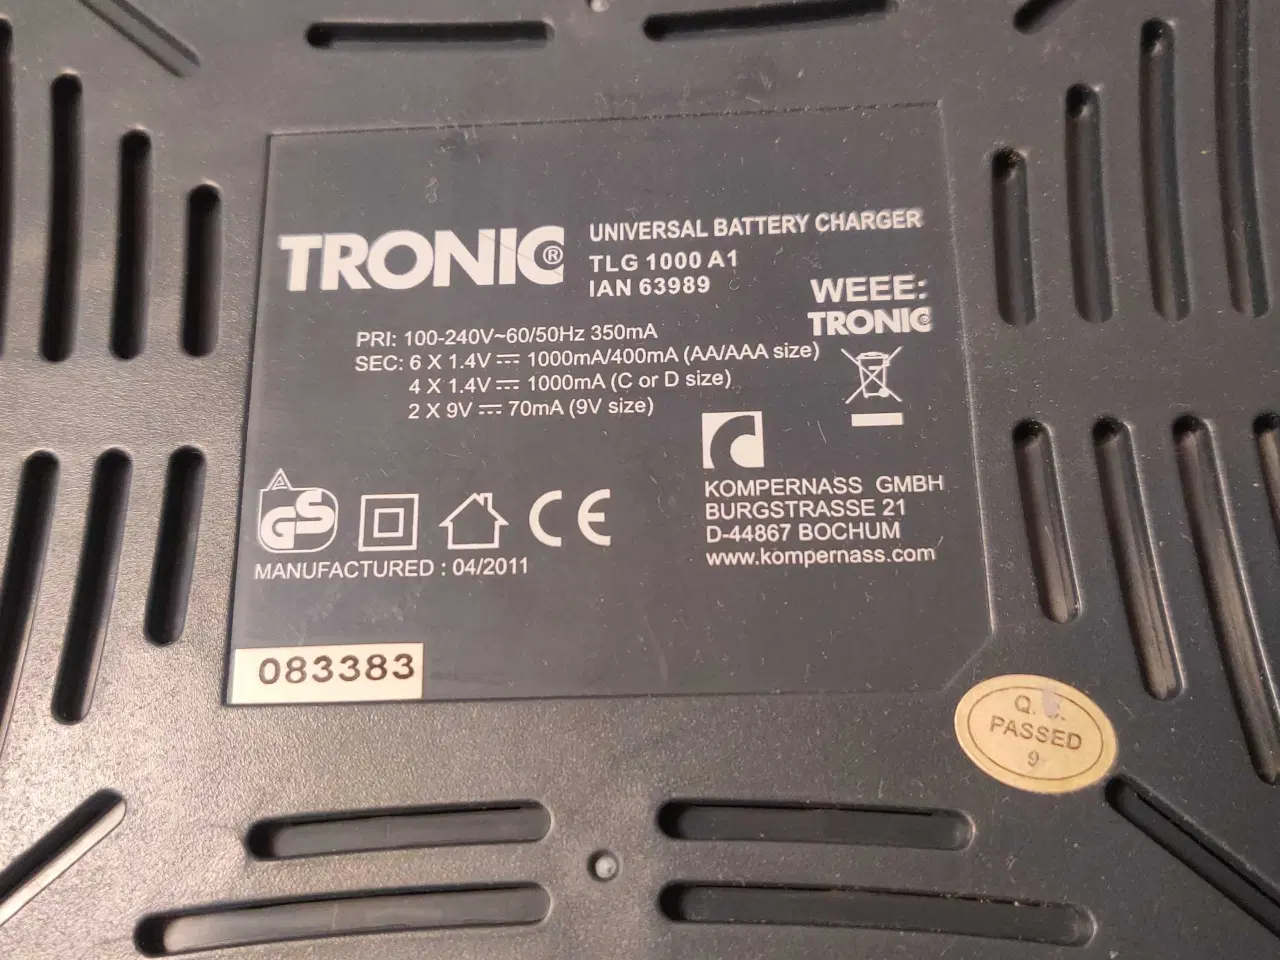 TRONIC®
UNIVERSAL BATTERY CHARGER
TLG 1000 A1
IAN 63989
WEEE:
TRONIC®
PRI: 100-240V~60/50Hz 350mA
SEC: 6 X 1.4V ⎓ 1000mA/400mA (AA/AAA size)
4 X 1.4V ⎓ 1000mA (C or D size)
2 X 9V ⎓ 70mA (9V size)
GS
CE
MANUFACTURED : 04/2011
KOMPERNASS GMBH
BURGSTRASSE 21
D-44867 BOCHUM
www.kompernass.com
083383
PASSED
9